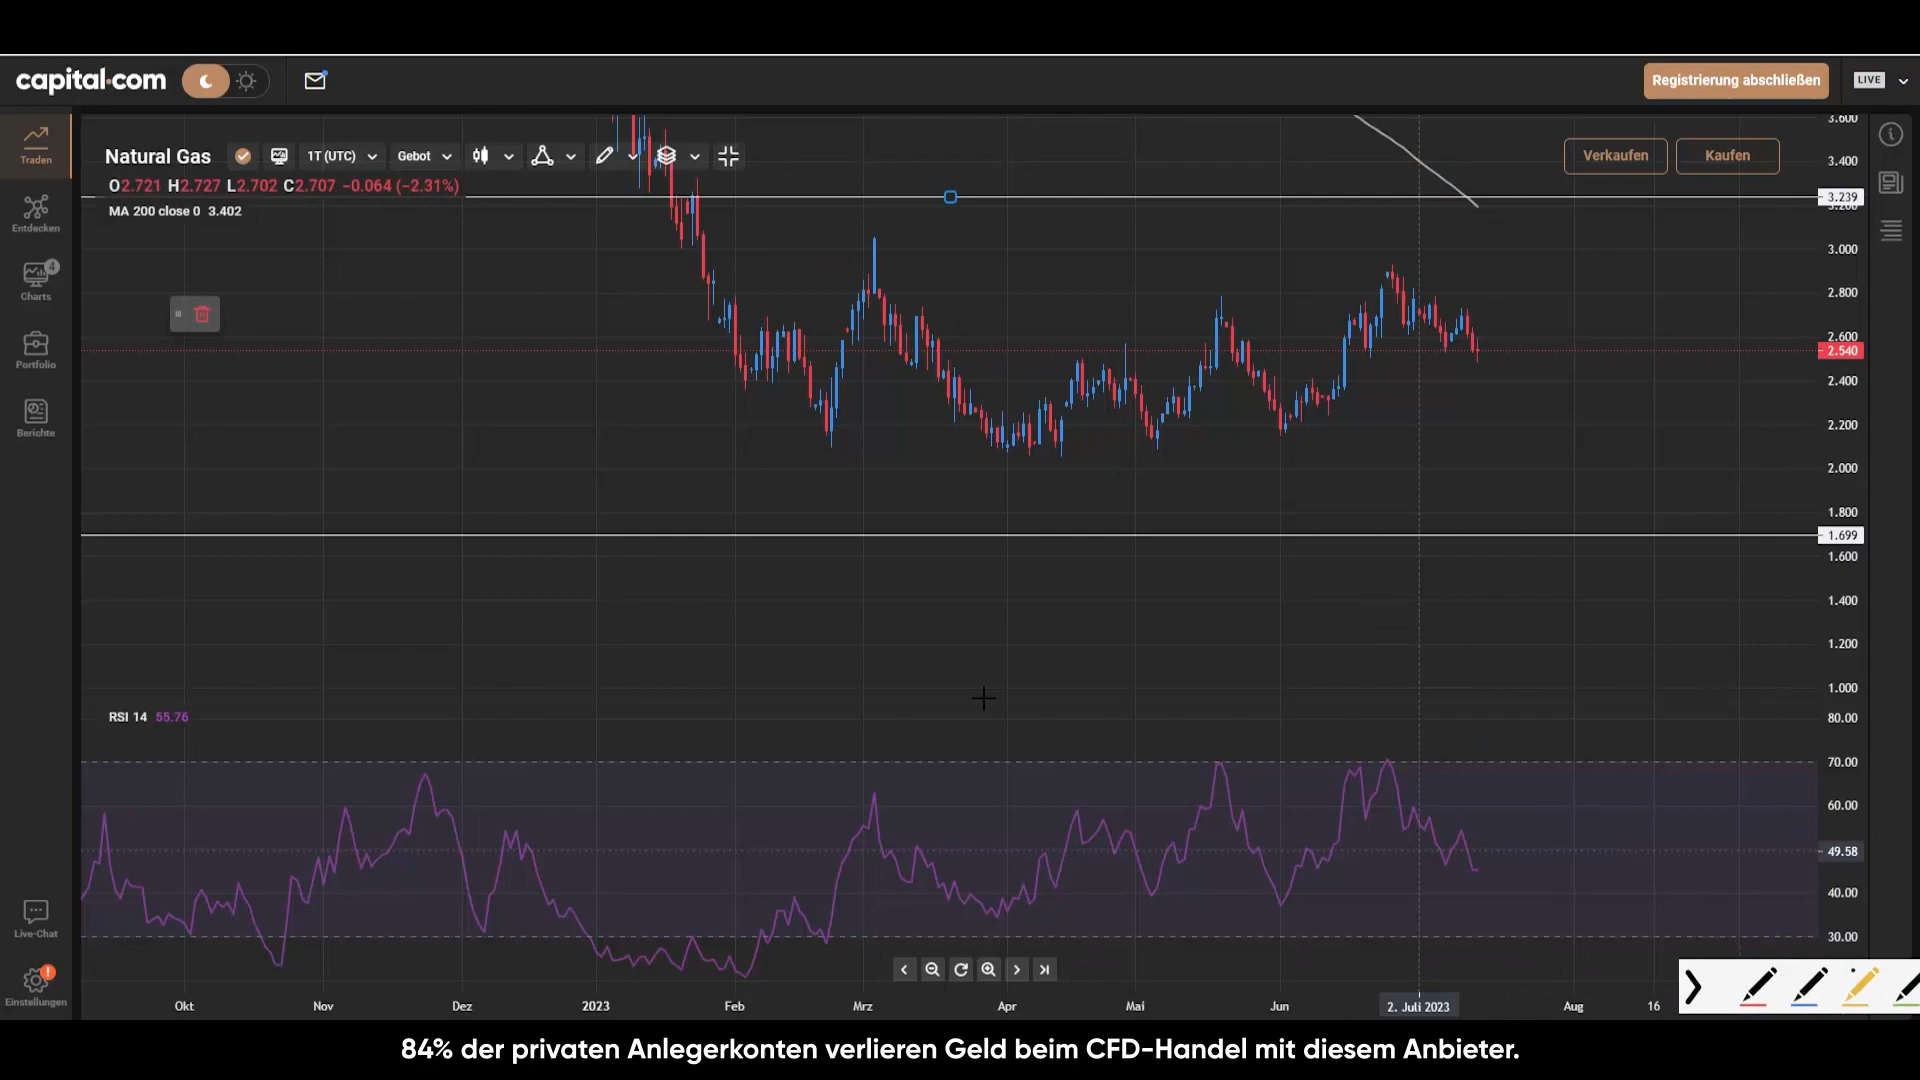 capital.com
Registrierung abschließen
LIVE
Traden
Natural Gas
1T (UTC)
Gebot
Verkaufen
Kaufen
O2.721 H2.727 L2.702 C2.707 −0.064 (−2.31%)
MA 200 close 0 3.402
Entdecken
4
Charts
Portfolio
Berichte
3.600
3.400
3.239
3.200
3.000
2.800
2.600
2.540
2.400
2.200
2.000
1.800
1.699
1.600
1.400
1.200
1.000
RSI 14 55.76
80.00
70.00
60.00
49.58
40.00
30.00
Live-Chat
!
Einstellungen
Okt
Nov
Dez
2023
Feb
Mrz
Apr
Mai
Jun
2. Juli 2023
Aug
16
84% der privaten Anlegerkonten verlieren Geld beim CFD-Handel mit diesem Anbieter.